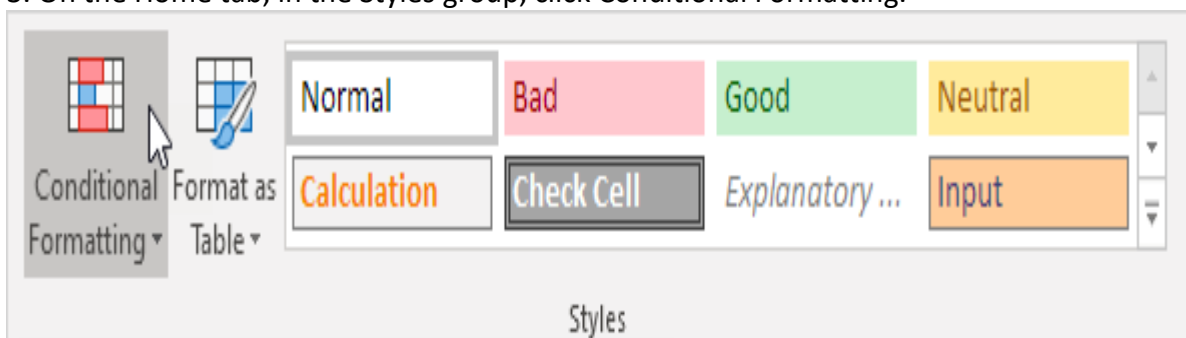 On the Home tab, in the Styles group, click Conditional Formatting.
Normal Bad Good Neutral
Conditional Format as Calculation Check Cell Explanatory ... Input
Formatting Table
Styles